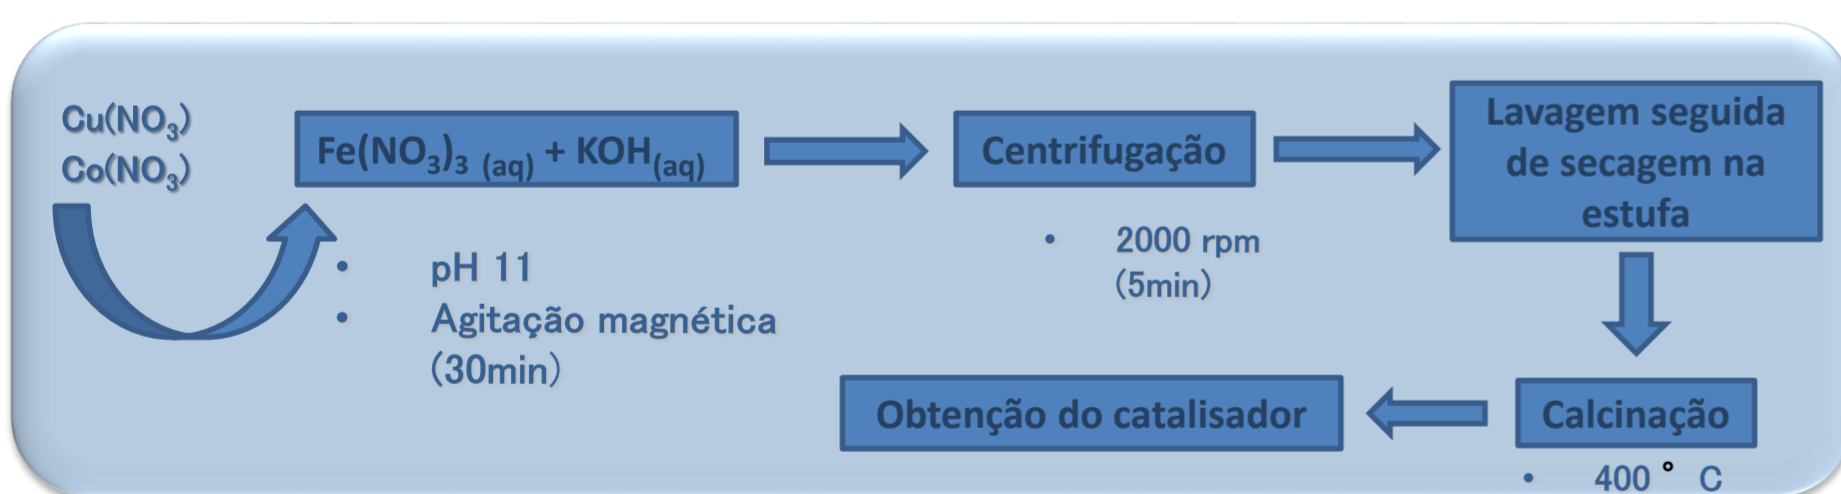 Cu(NO₃)
Co(NO₃)
Fe(NO₃)₃ (aq) + KOH(aq)
• pH 11
• Agitação magnética
(30min)
Centrifugação
• 2000 rpm
(5min)
Lavagem seguida
de secagem na
estufa
Calcinação
• 400 ° C
Obtenção do catalisador